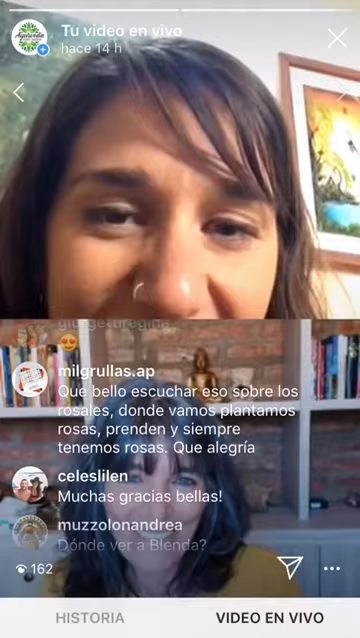 Tu video en vivo
hace 14 h
giorgettiregina
😍
milgrullas.ap
Que bello escuchar eso sobre los
rosales, donde vamos plantamos
rosas, prenden y siempre
tenemos rosas. Que alegría
celeslilen
Muchas gracias bellas!
muzzolonandrea
Dónde ver a Blenda?
162
HISTORIA
VIDEO EN VIVO